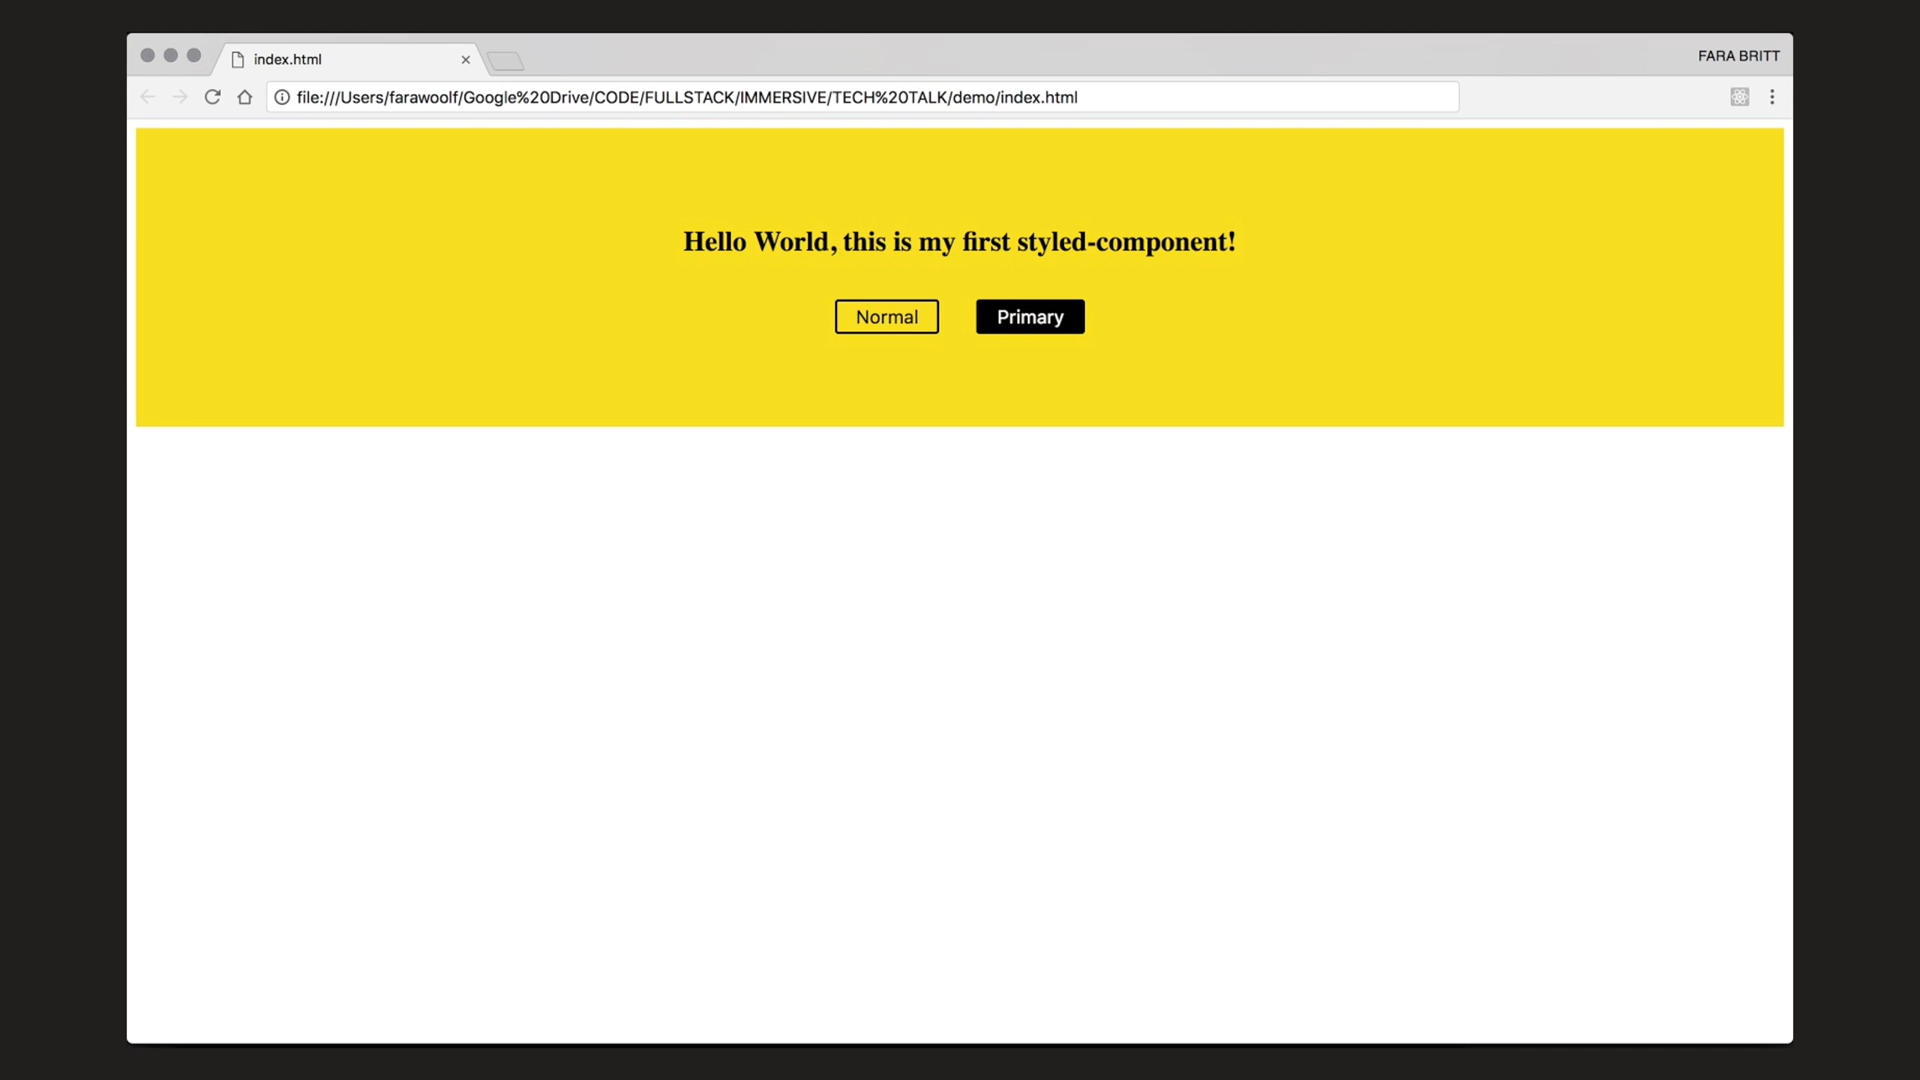 index.html
FARA BRITT
file:///Users/farawoolf/Google%20Drive/CODE/FULLSTACK/IMMERSIVE/TECH%20TALK/demo/index.html
Hello World, this is my first styled-component!
Normal
Primary